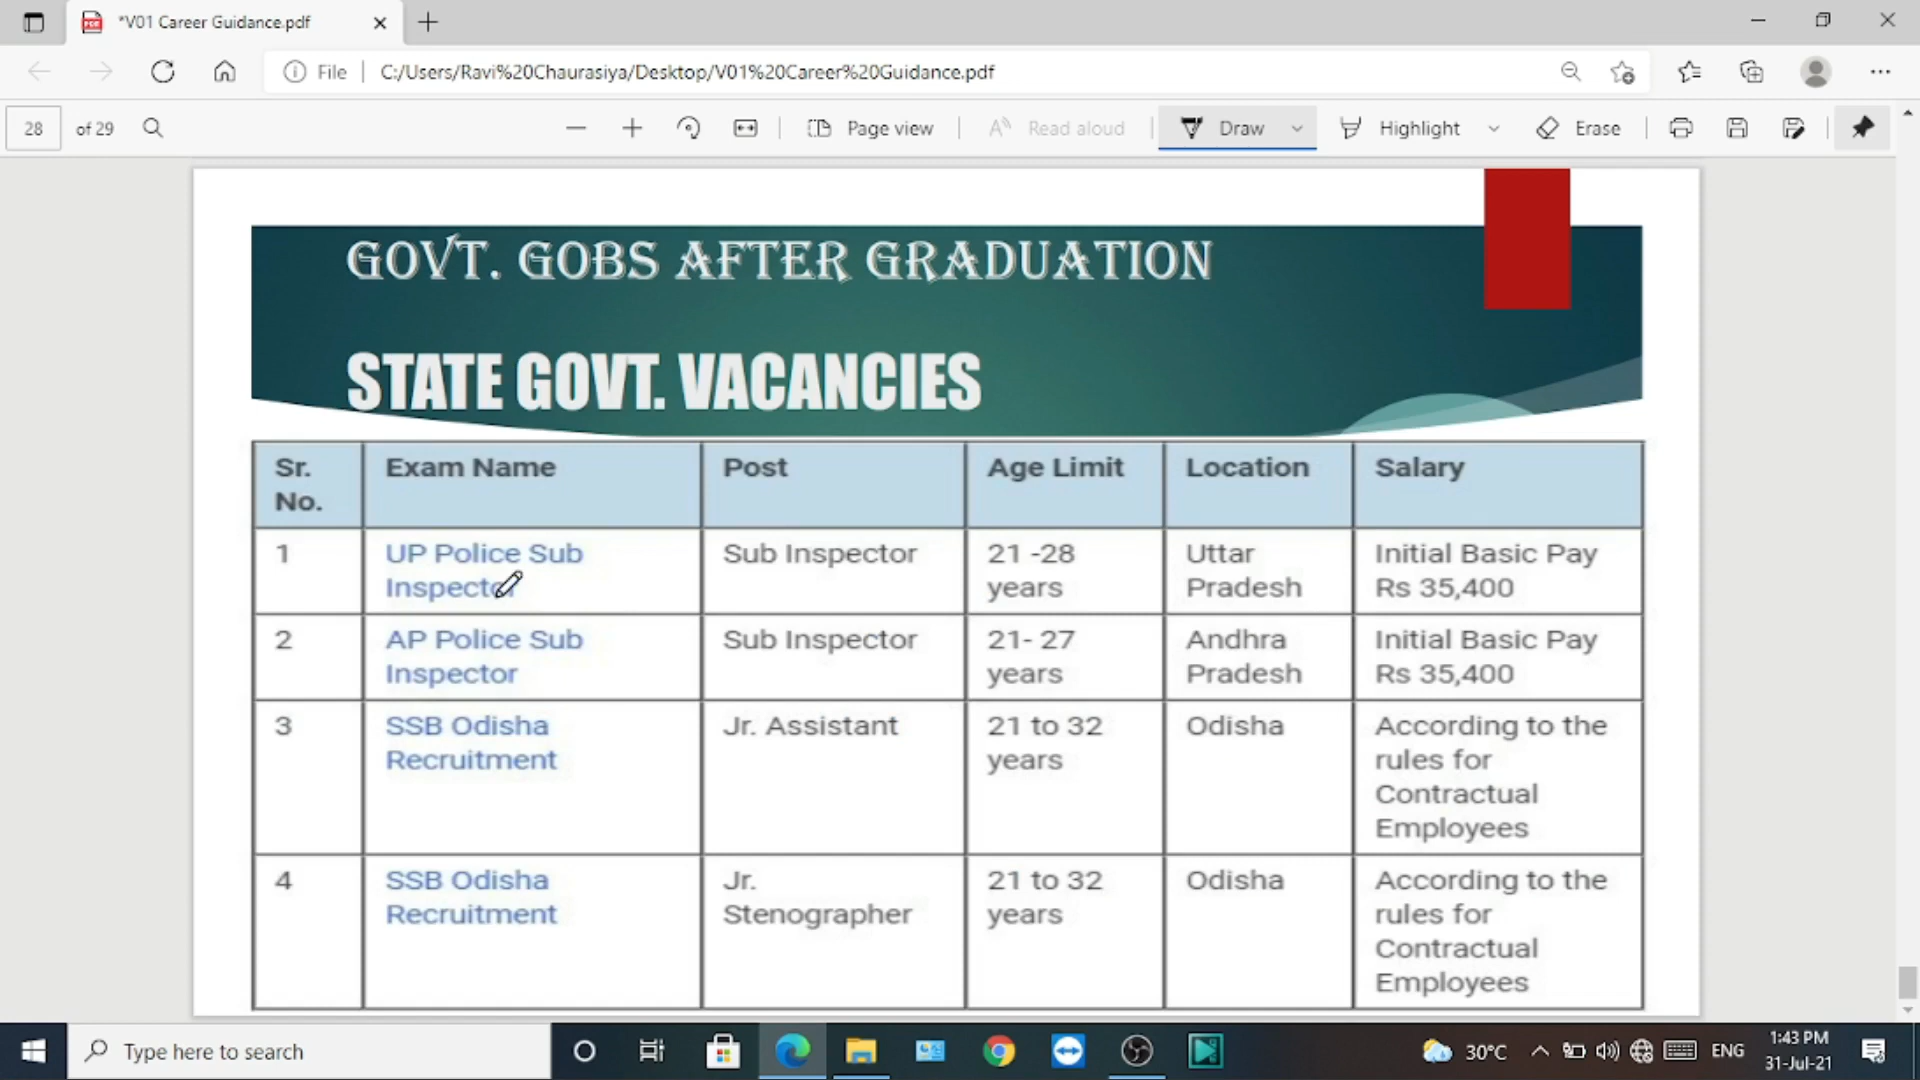 *V01 Career Guidance.pdf
File
C:/Users/Ravi%20Chaurasiya/Desktop/V01%20Career%20Guidance.pdf
28 of 29
Page view
Read aloud
Draw
Highlight
Erase
GOVT. GOBS AFTER GRADUATION
STATE GOVT. VACANCIES
Sr. No. Exam Name Post Age Limit Location Salary
1 UP Police Sub Inspector Sub Inspector 21 -28 years Uttar Pradesh Initial Basic Pay Rs 35,400
2 AP Police Sub Inspector Sub Inspector 21- 27 years Andhra Pradesh Initial Basic Pay Rs 35,400
3 SSB Odisha Recruitment Jr. Assistant 21 to 32 years Odisha According to the rules for Contractual Employees
4 SSB Odisha Recruitment Jr. Stenographer 21 to 32 years Odisha According to the rules for Contractual Employees
Type here to search
30°C
ENG
1:43 PM
31-Jul-21